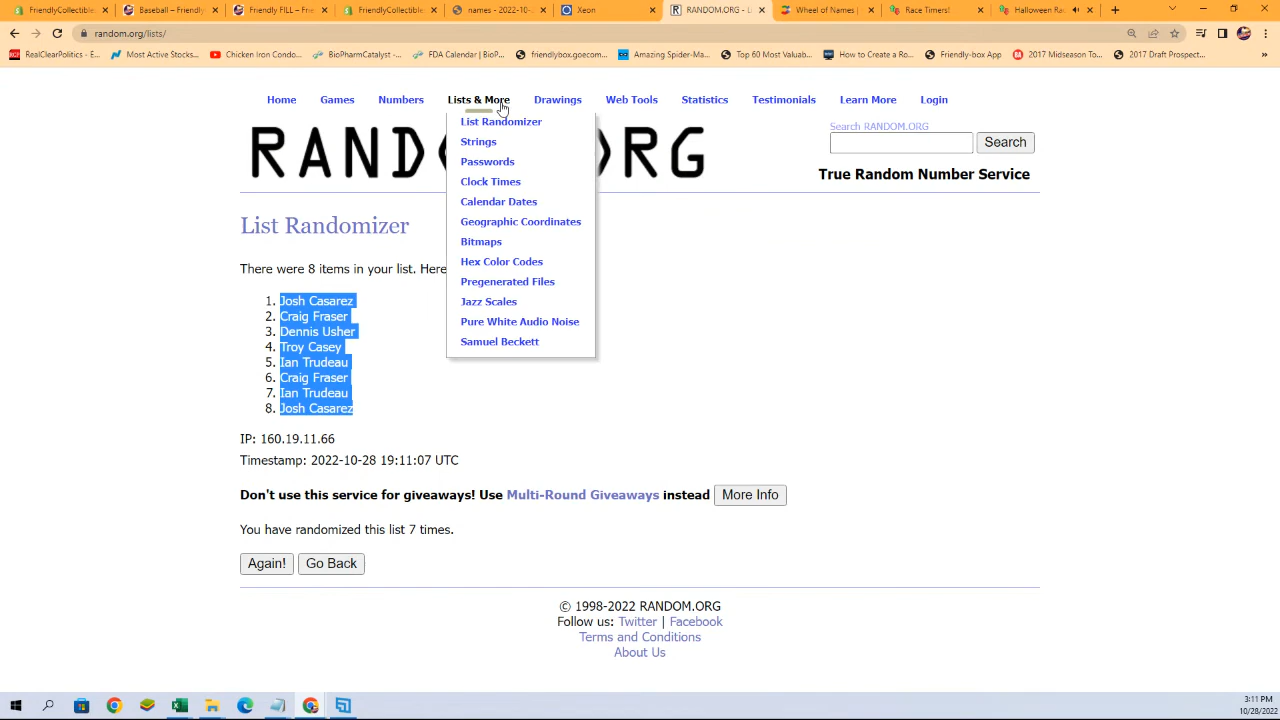 FriendlyCollectible.
Baseball – Friendly
Friendly FILL – Frie
FriendlyCollectible.
names - 2022-10-
Xeon
RANDOM.ORG - Li
Wheel of Names |
Race Timers!
Halloween Rac
random.org/lists/
RealClearPolitics - E...
Most Active Stocks...
Chicken Iron Condo...
BioPharmCatalyst -...
FDA Calendar | BioP...
friendlybox.goecom...
Amazing Spider-Ma...
Top 60 Most Valuab...
How to Create a Ro...
Friendly-box App
2017 Midseason To...
2017 Draft Prospect...
»
Home
Games
Numbers
Lists & More
Drawings
Web Tools
Statistics
Testimonials
Learn More
Login
List Randomizer
Strings
Passwords
Clock Times
Calendar Dates
Geographic Coordinates
Bitmaps
Hex Color Codes
Pregenerated Files
Jazz Scales
Pure White Audio Noise
Samuel Beckett
Search RANDOM.ORG
Search
True Random Number Service
List Randomizer
There were 8 items in your list. Here
1. Josh Casarez
2. Craig Fraser
3. Dennis Usher
4. Troy Casey
5. Ian Trudeau
6. Craig Fraser
7. Ian Trudeau
8. Josh Casarez
IP: 160.19.11.66
Timestamp: 2022-10-28 19:11:07 UTC
Don't use this service for giveaways! Use Multi-Round Giveaways instead More Info
You have randomized this list 7 times.
Again! Go Back
© 1998-2022 RANDOM.ORG
Follow us: Twitter | Facebook
Terms and Conditions
About Us
3:11 PM
10/28/2022